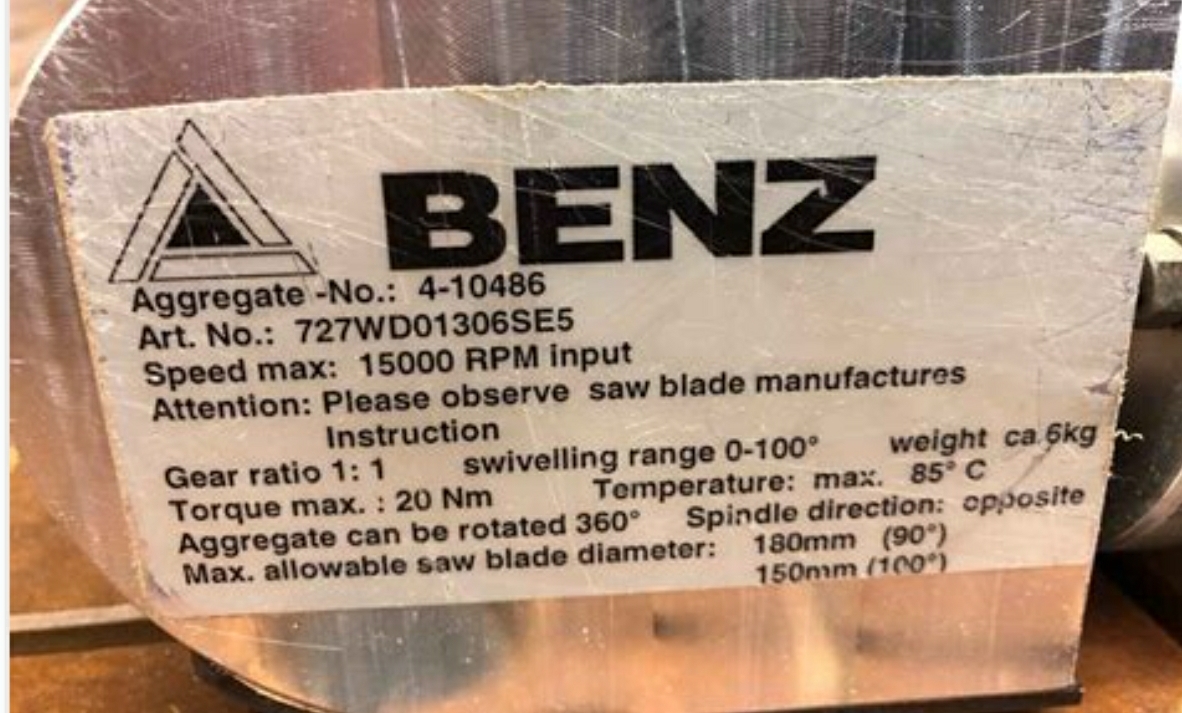 BENZ
Aggregate -No.: 4-10486
Art. No.: 727WD01306SE5
Speed max: 15000 RPM input
Attention: Please observe saw blade manufactures
Instruction
Gear ratio 1: 1 swivelling range 0-100° weight ca.6kg
Torque max. : 20 Nm Temperature: max. 85° C
Aggregate can be rotated 360° Spindle direction: opposite
Max. allowable saw blade diameter: 180mm (90°)
150mm (100°)